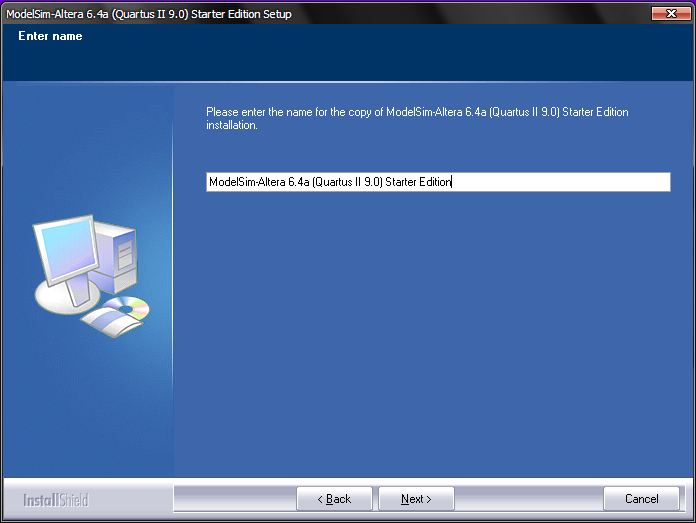 ModelSim-Altera 6.4a (Quartus II 9.0) Starter Edition Setup
Enter name
Please enter the name for the copy of ModelSim-Altera 6.4a (Quartus II 9.0) Starter Edition
installation.
ModelSim-Altera 6.4a (Quartus II 9.0) Starter Edition
InstallShield
< Back
Next >
Cancel